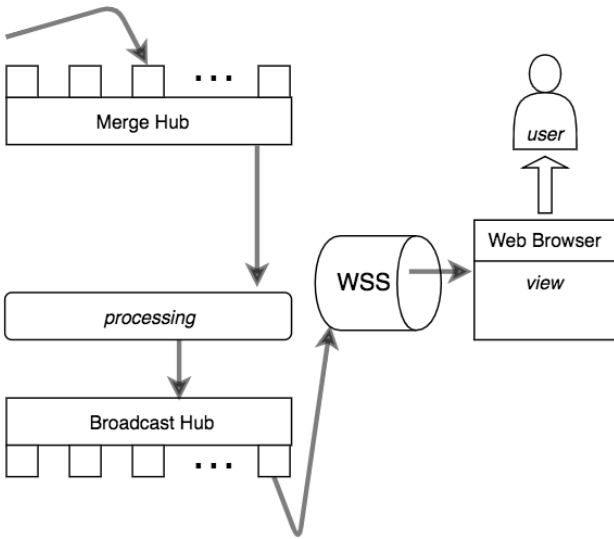 ...
Merge Hub
user
Web Browser
WSS
view
processing
Broadcast Hub
...